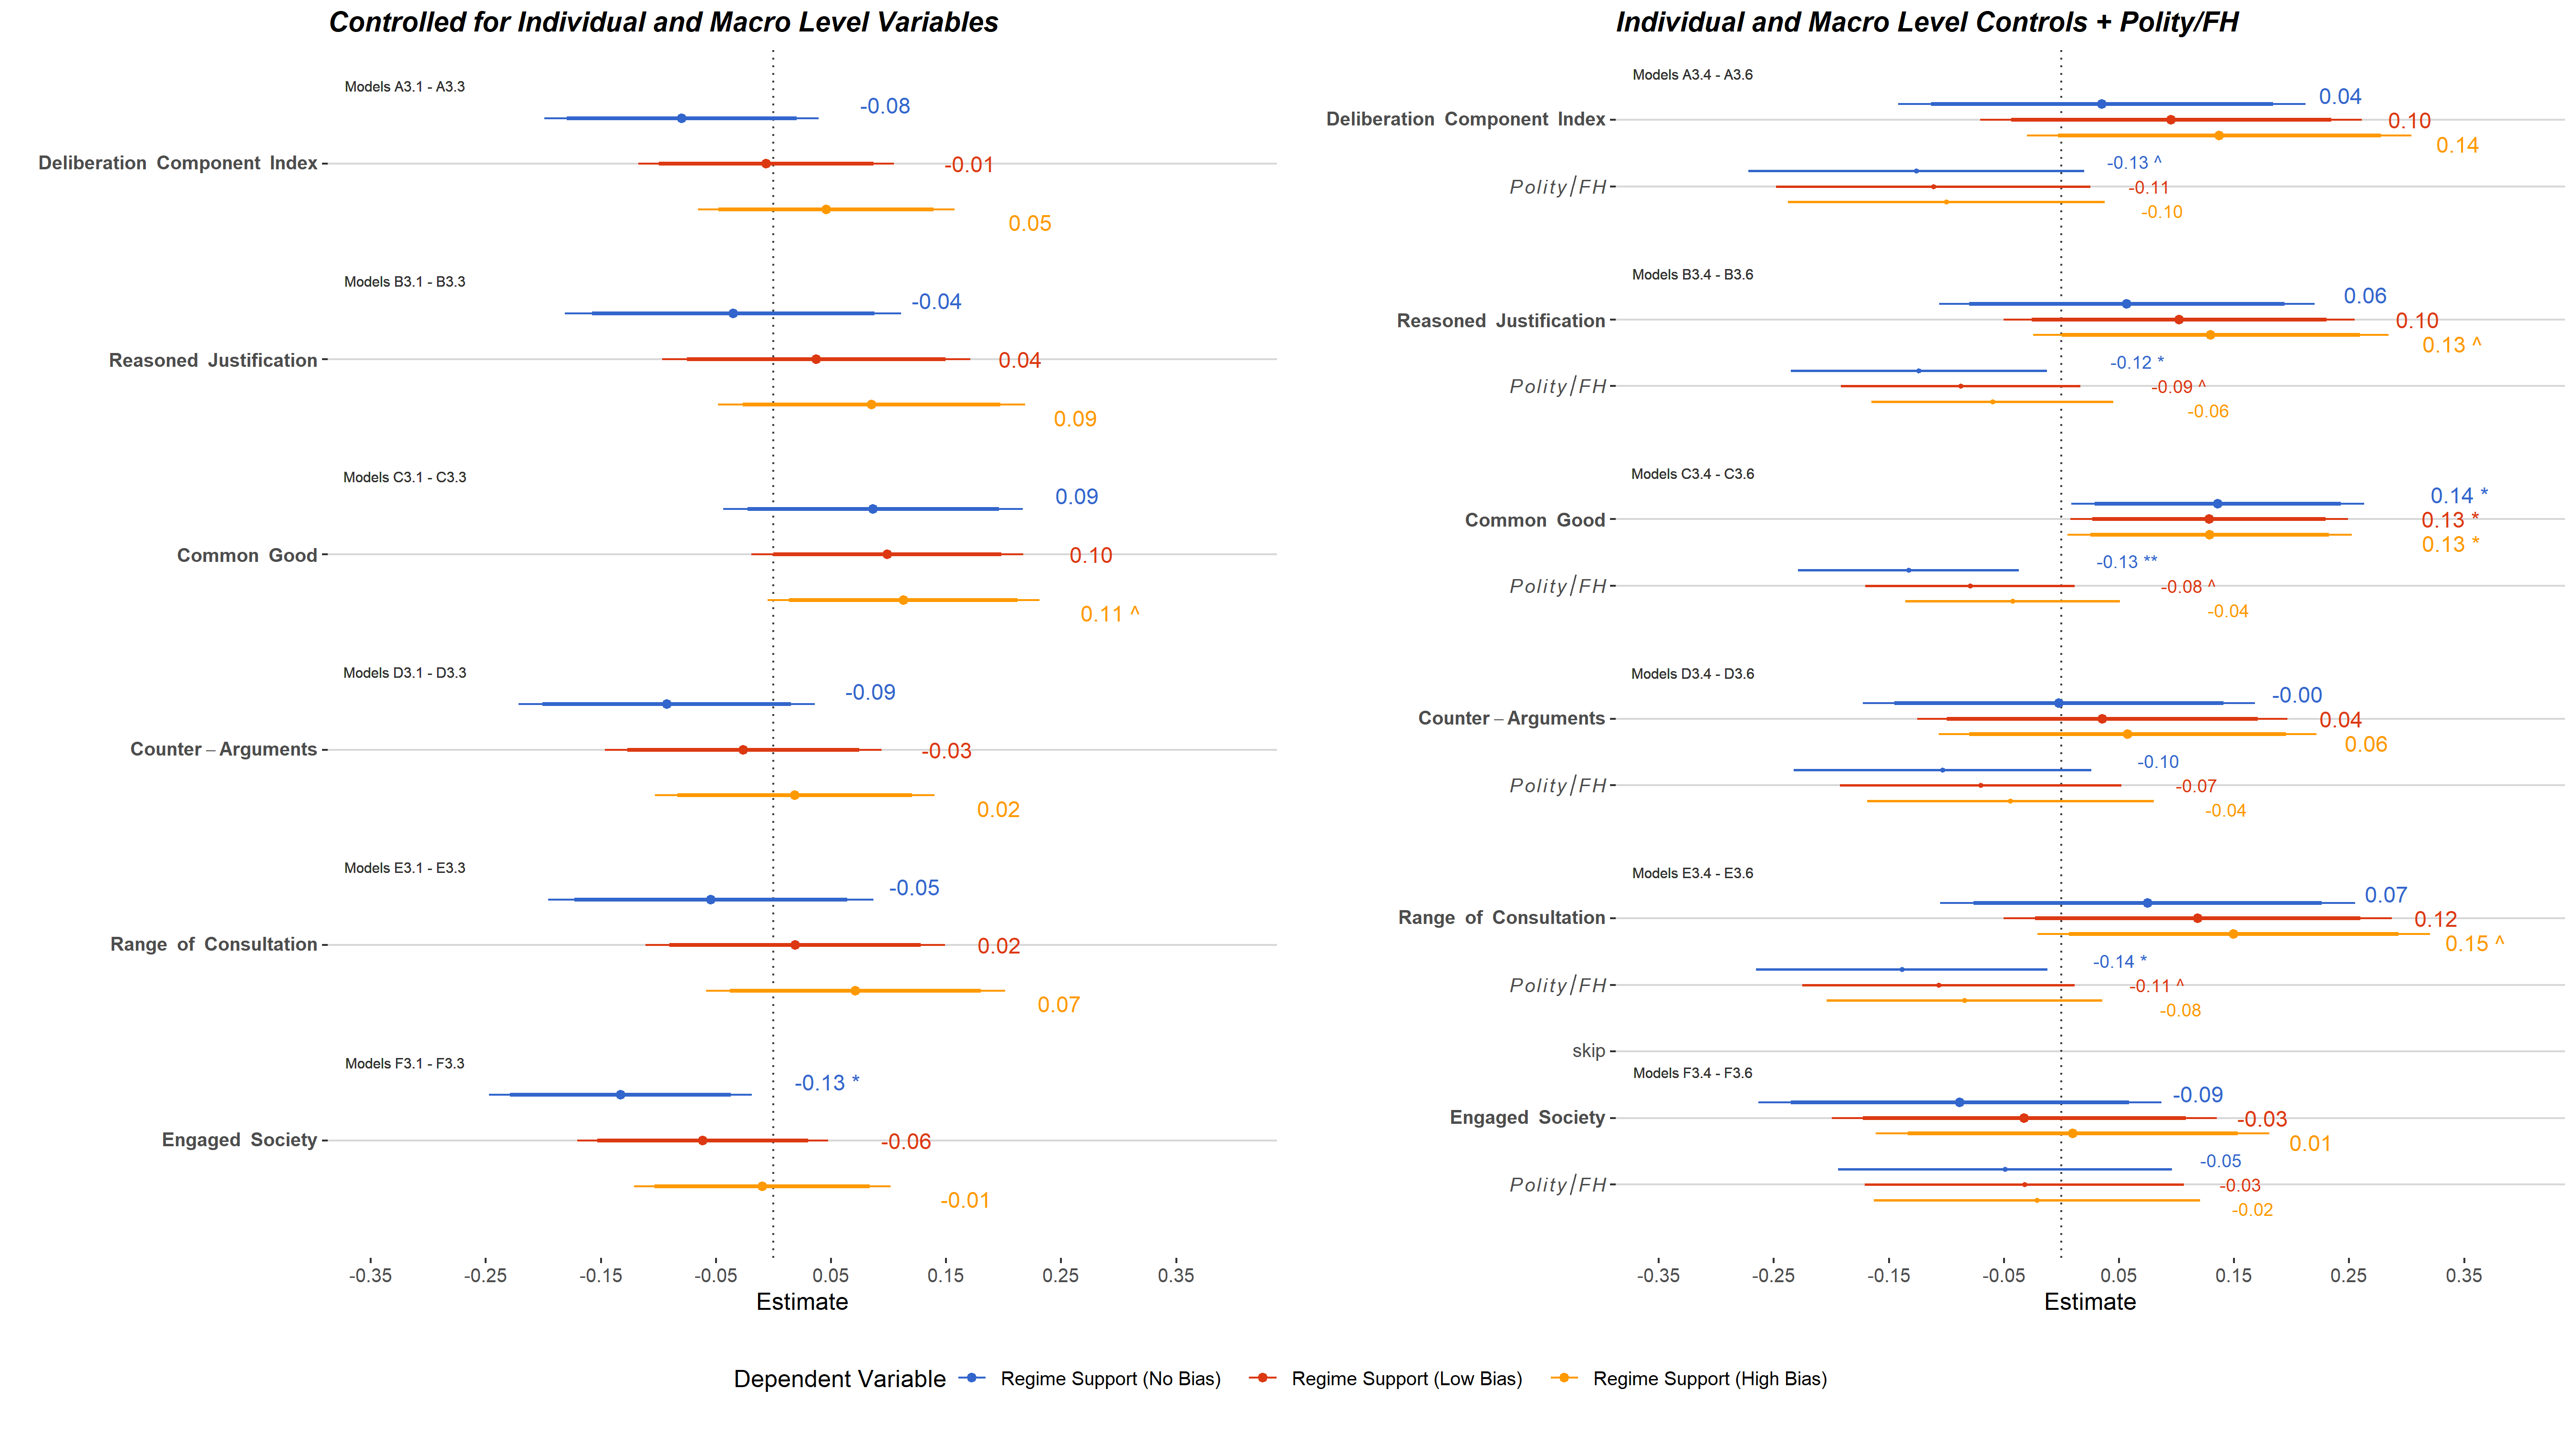 Controlled for Individual and Macro Level Variables
Models A3.1 - A3.3
-0.08
Deliberation Component Index
-0.01
0.05
Models B3.1 - B3.3
-0.04
Reasoned Justification
0.04
0.09
Models C3.1 - C3.3
0.09
Common Good
0.10
0.11 ^
Models D3.1 - D3.3
-0.09
Counter–Arguments
-0.03
0.02
Models E3.1 - E3.3
-0.05
Range of Consultation
0.02
0.07
Models F3.1 - F3.3
-0.13 *
Engaged Society
-0.06
-0.01
-0.35 -0.25 -0.15 -0.05 0.05 0.15 0.25 0.35
Estimate
Individual and Macro Level Controls + Polity/FH
Models A3.4 - A3.6
0.04
Deliberation Component Index
0.10
0.14
-0.13 ^
Polity/FH
-0.11
-0.10
Models B3.4 - B3.6
0.06
Reasoned Justification
0.10
0.13 ^
-0.12 *
Polity/FH
-0.09 ^
-0.06
Models C3.4 - C3.6
0.14 *
Common Good
0.13 *
0.13 *
-0.13 **
Polity/FH
-0.08 ^
-0.04
Models D3.4 - D3.6
-0.00
Counter–Arguments
0.04
0.06
-0.10
Polity/FH
-0.07
-0.04
Models E3.4 - E3.6
0.07
Range of Consultation
0.12
0.15 ^
-0.14 *
Polity/FH
-0.11 ^
-0.08
skip
Models F3.4 - F3.6
-0.09
Engaged Society
-0.03
0.01
-0.05
Polity/FH
-0.03
-0.02
-0.35 -0.25 -0.15 -0.05 0.05 0.15 0.25 0.35
Estimate
Dependent Variable Regime Support (No Bias) Regime Support (Low Bias) Regime Support (High Bias)